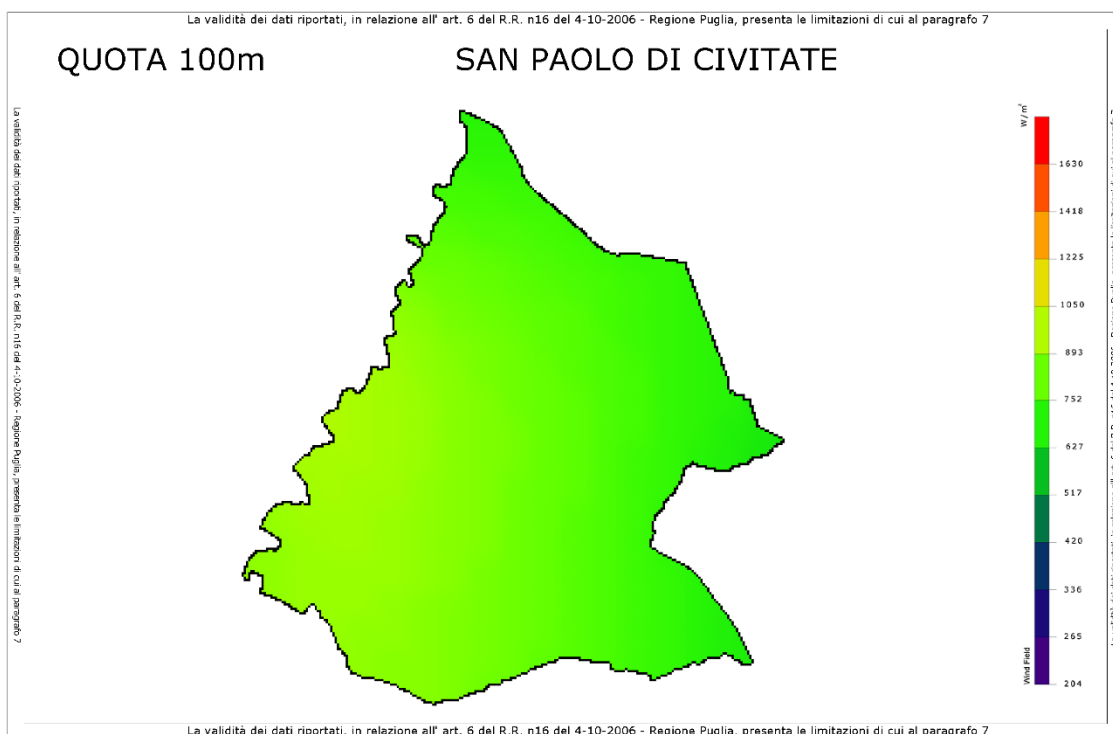 La validità dei dati riportati, in relazione all' art. 6 del R.R. n16 del 4-10-2006 - Regione Puglia, presenta le limitazioni di cui al paragrafo 7
QUOTA 100m
SAN PAOLO DI CIVITATE
La validità dei dati riportati, in relazione all' art. 6 del R.R. n16 del 4-10-2006 - Regione Puglia, presenta le limitazioni di cui al paragrafo 7
W / m²
1630
1418
1225
1050
893
752
627
517
420
336
265
204
Wind Field
La validità dei dati riportati, in relazione all' art. 6 del R.R. n16 del 4-10-2006 - Regione Puglia, presenta le limitazioni di cui al paragrafo 7